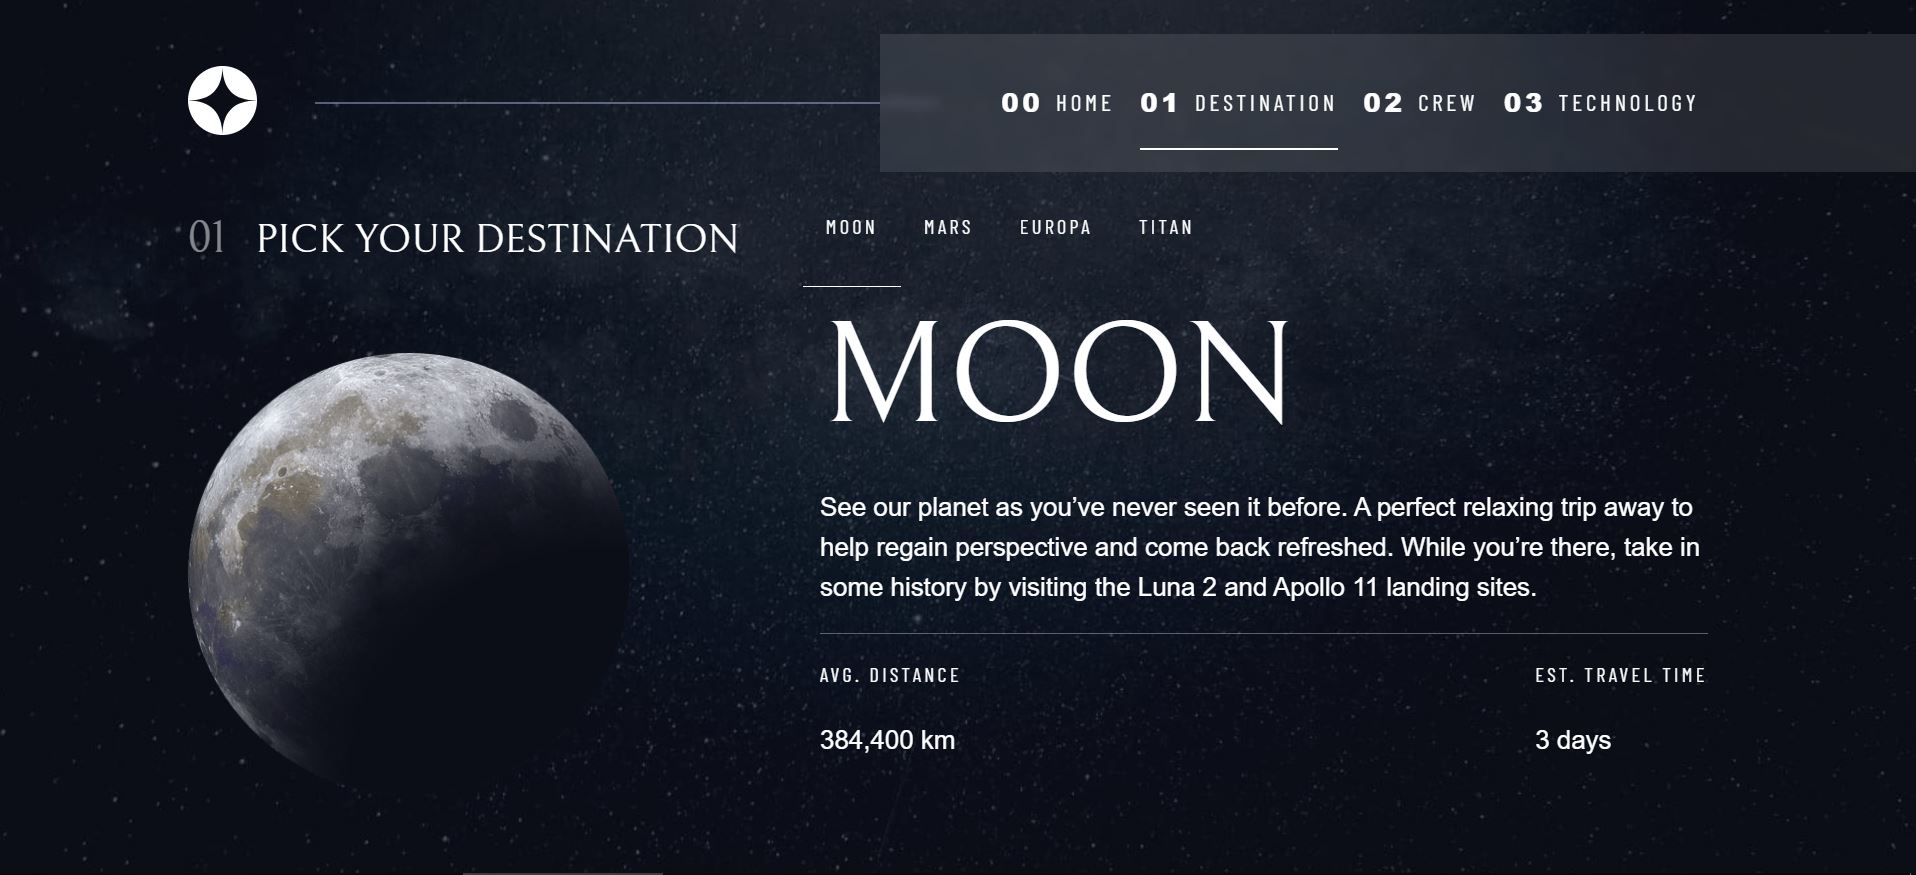 00 HOME 01 DESTINATION 02 CREW 03 TECHNOLOGY
01 PICK YOUR DESTINATION
MOON MARS EUROPA TITAN
MOON
See our planet as you’ve never seen it before. A perfect relaxing trip away to
help regain perspective and come back refreshed. While you’re there, take in
some history by visiting the Luna 2 and Apollo 11 landing sites.
AVG. DISTANCE
384,400 km
EST. TRAVEL TIME
3 days